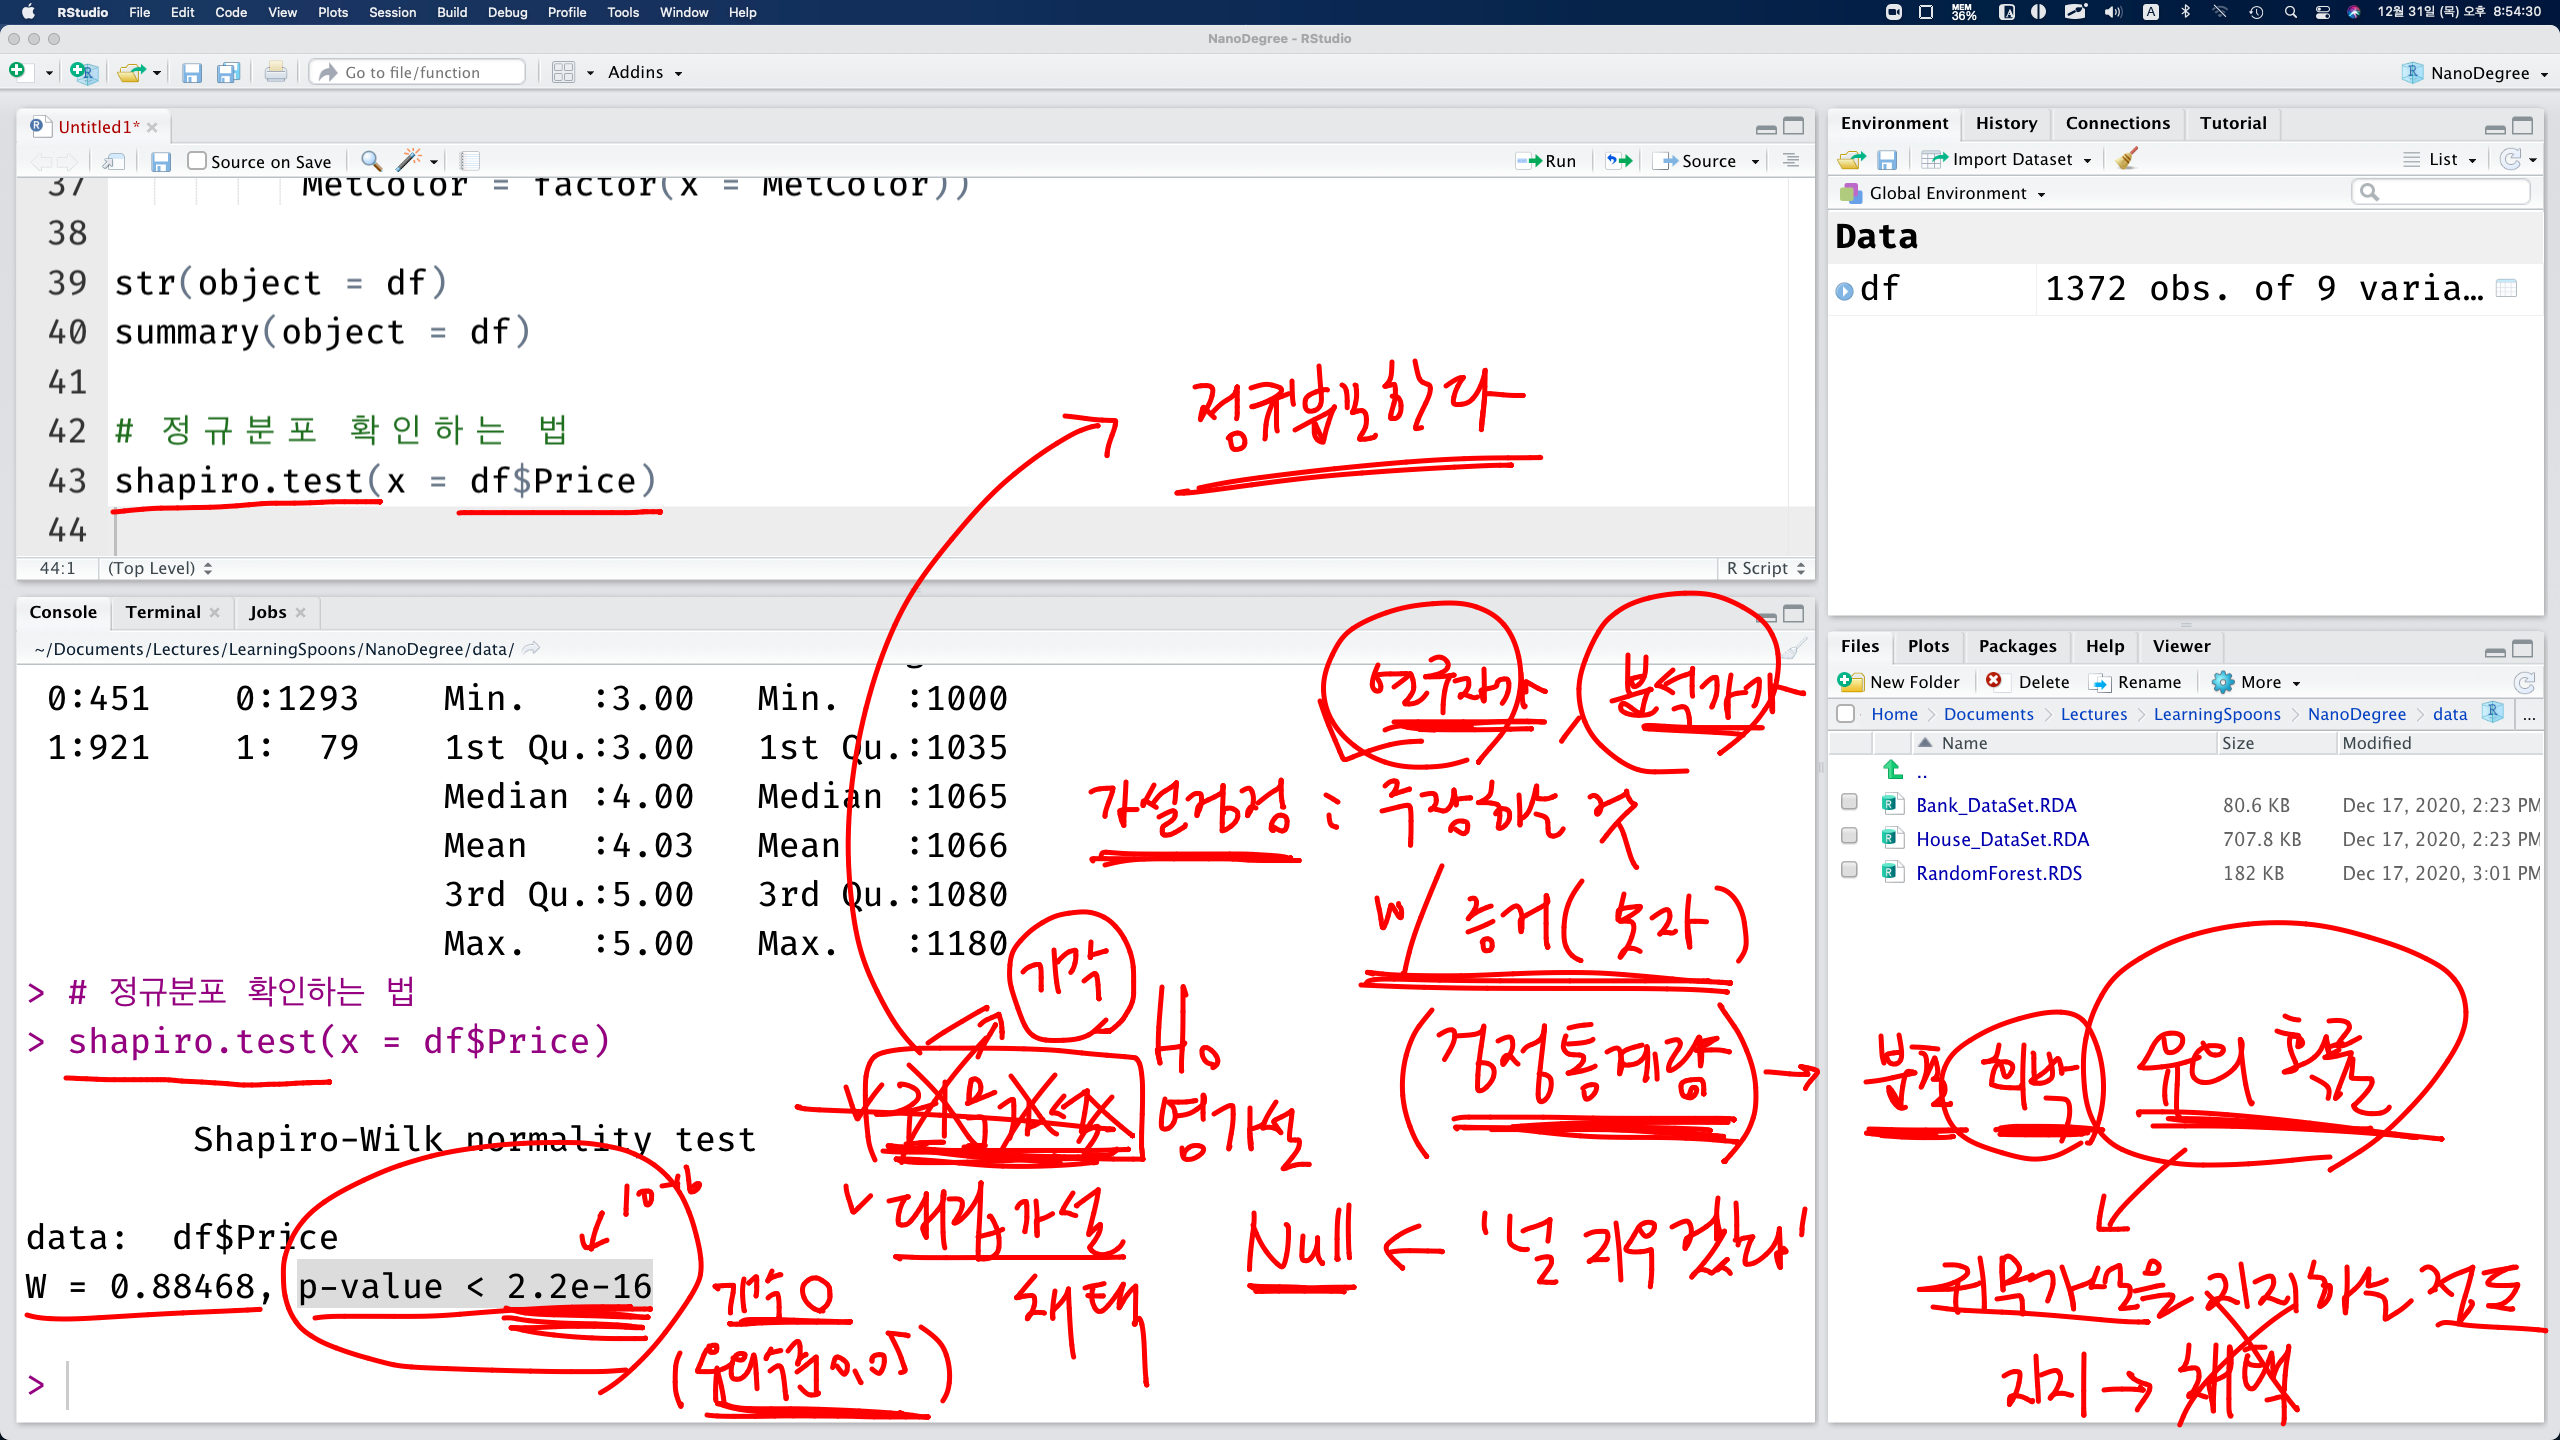 RStudio File Edit Code View Plots Session Build Debug Profile Tools Window Help
MEM 36%
12월 31일 (목) 오후 8:54:30
NanoDegree - RStudio
Go to file/function
Addins
NanoDegree
Untitled1*
Source on Save
Run
Source
37 MetColor = factor(x = MetColor))
38
39 str(object = df)
40 summary(object = df)
41
42 # 정규분포 확인하는 법
43 shapiro.test(x = df$Price)
44
44:1 (Top Level)
R Script
정규분포한다
Console Terminal Jobs
~/Documents/Lectures/LearningSpoons/NanoDegree/data/
0:451 0:1293 Min. :3.00 Min. :1000
1:921 1: 79 1st Qu.:3.00 1st Qu.:1035
Median :4.00 Median :1065
Mean :4.03 Mean :1066
3rd Qu.:5.00 3rd Qu.:1080
Max. :5.00 Max. :1180
> # 정규분포 확인하는 법
> shapiro.test(x = df$Price)
Shapiro-Wilk normality test
data: df$Price
W = 0.88468, p-value < 2.2e-16
>
연구자가, 분석가가
가설검정 : 주장하는 것
w/ 증거( 숫자 )
(검정통계량) → 분포 희박 유의확률
기각
H₀
귀무가설 영가설
대립가설
채택
Null ← '널 지우겠다'
10-16
기각 0
(유의수준 0.05)
귀무가설을 지지하는 정도
지지 → 채택
Environment History Connections Tutorial
Import Dataset
List
Global Environment
Data
df 1372 obs. of 9 varia…
Files Plots Packages Help Viewer
New Folder Delete Rename More
Home Documents Lectures LearningSpoons NanoDegree data ...
Name Size Modified
..
Bank_DataSet.RDA 80.6 KB Dec 17, 2020, 2:23 PM
House_DataSet.RDA 707.8 KB Dec 17, 2020, 2:23 PM
RandomForest.RDS 182 KB Dec 17, 2020, 3:01 PM